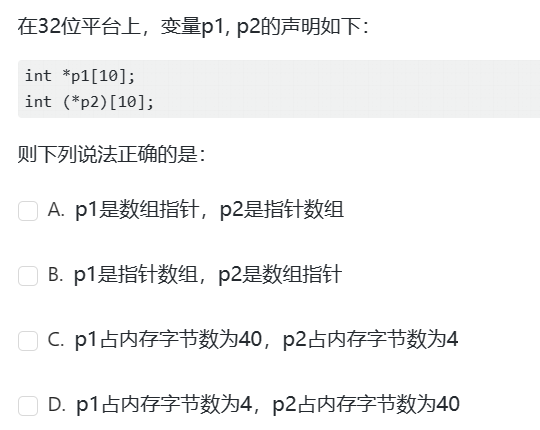 在32位平台上，变量p1, p2的声明如下：
int *p1[10];
int (*p2)[10];
则下列说法正确的是：
A. p1是数组指针，p2是指针数组
B. p1是指针数组，p2是数组指针
C. p1占内存字节数为40，p2占内存字节数为4
D. p1占内存字节数为4，p2占内存字节数为40